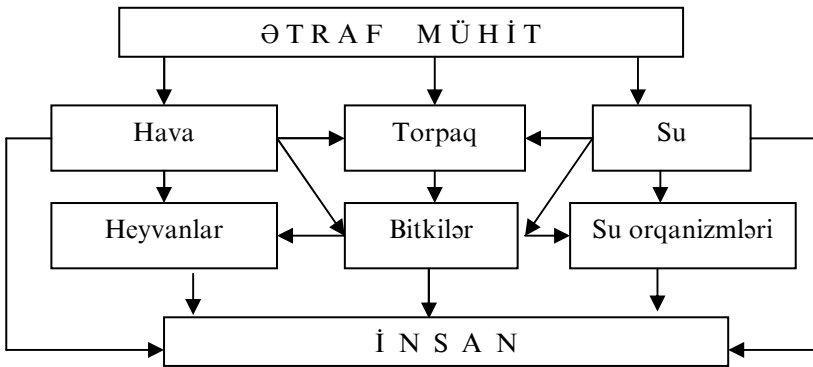 ƏTRAF MÜHİT
Hava
Torpaq
Su
Heyvanlar
Bitkilər
Su orqanizmləri
İNSAN